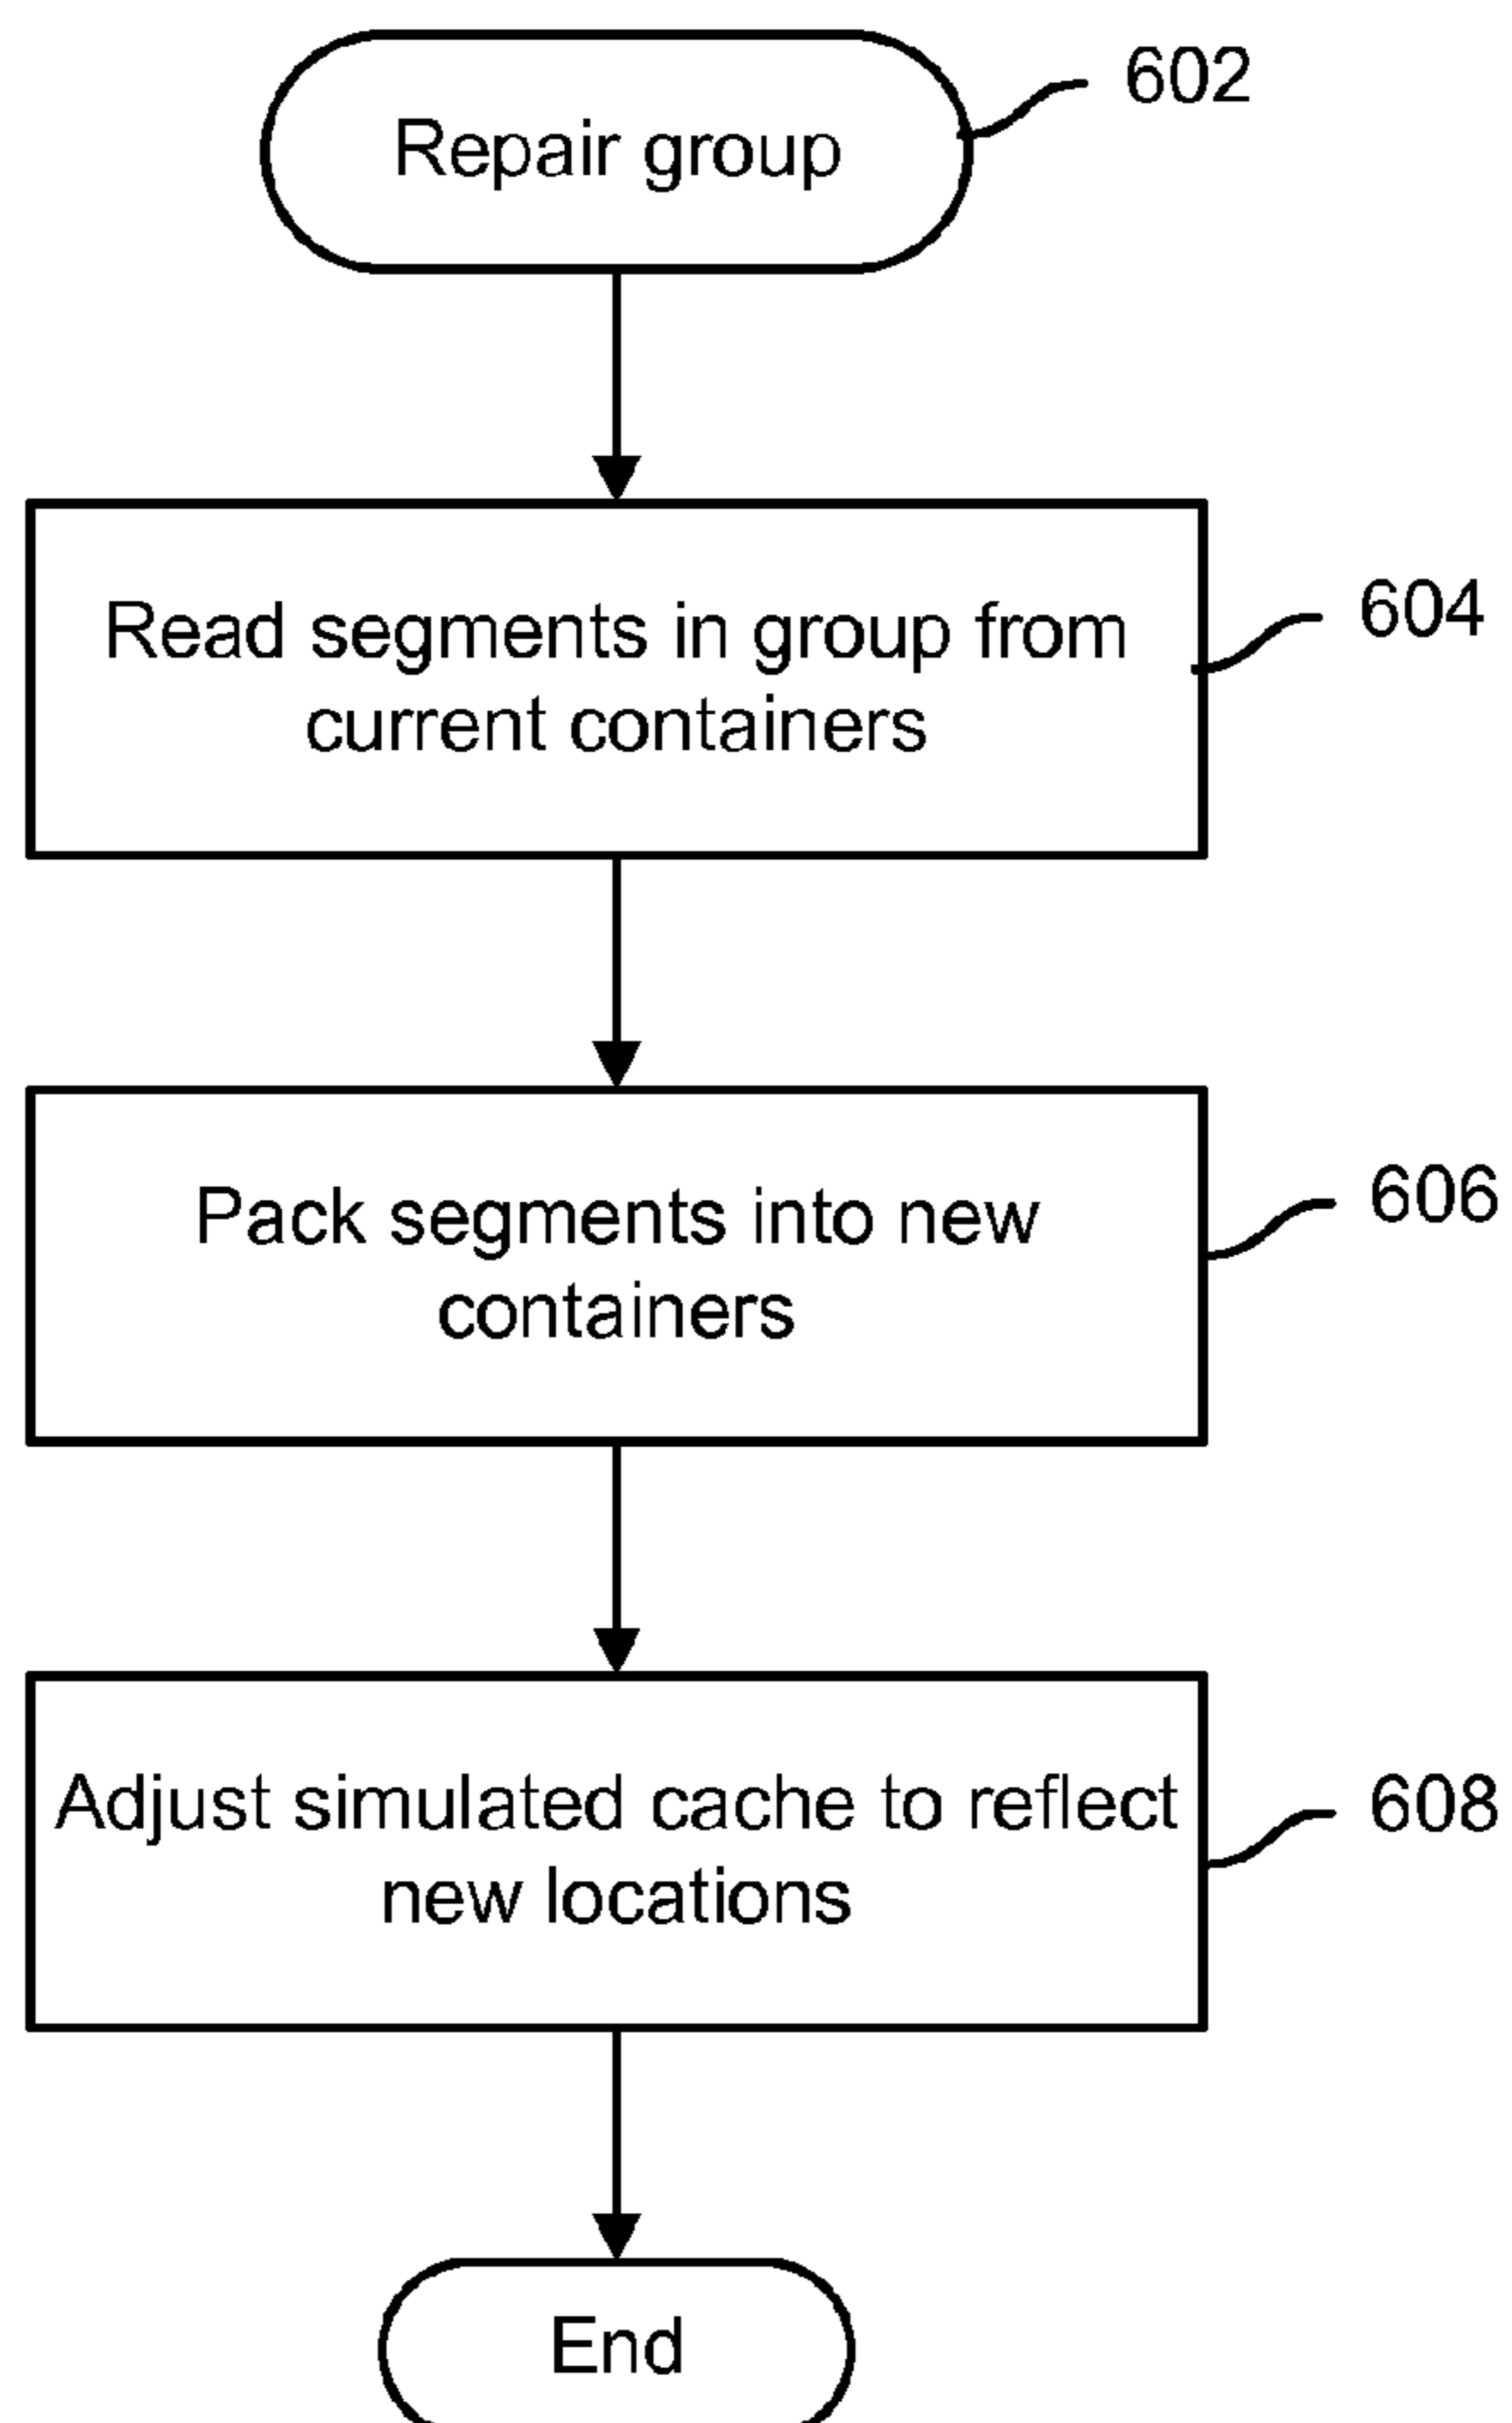 Repair group
602
Read segments in group from
current containers
604
Pack segments into new
containers
606
Adjust simulated cache to reflect
new locations
608
End